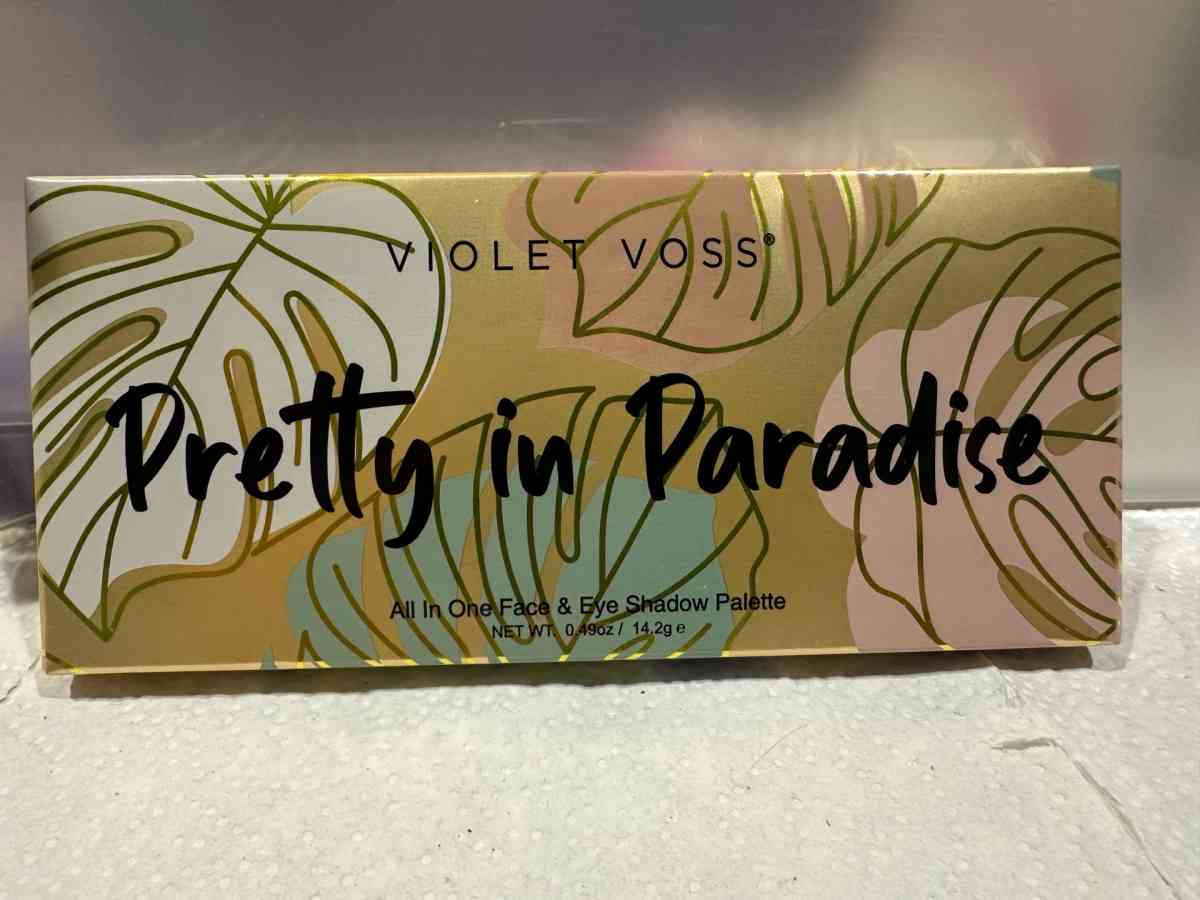 VIOLET VOSS®
Pretty in Paradise
All In One Face & Eye Shadow Palette
NET WT. 0.49oz / 14.2g ℮